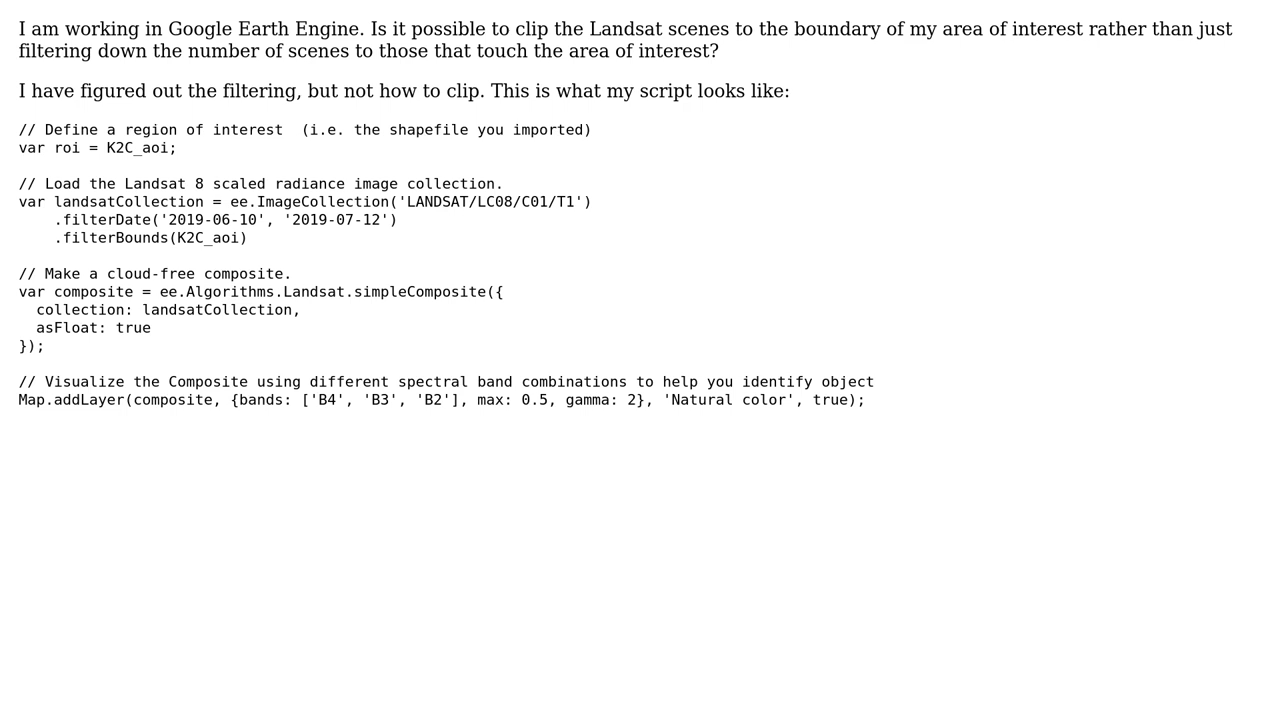 I am working in Google Earth Engine. Is it possible to clip the Landsat scenes to the boundary of my area of interest rather than just
filtering down the number of scenes to those that touch the area of interest?
I have figured out the filtering, but not how to clip. This is what my script looks like:
// Define a region of interest  (i.e. the shapefile you imported)
var roi = K2C_aoi;
// Load the Landsat 8 scaled radiance image collection.
var landsatCollection = ee.ImageCollection('LANDSAT/LC08/C01/T1')
    .filterDate('2019-06-10', '2019-07-12')
    .filterBounds(K2C_aoi)
// Make a cloud-free composite.
var composite = ee.Algorithms.Landsat.simpleComposite({
  collection: landsatCollection,
  asFloat: true
});
// Visualize the Composite using different spectral band combinations to help you identify object
Map.addLayer(composite, {bands: ['B4', 'B3', 'B2'], max: 0.5, gamma: 2}, 'Natural color', true);